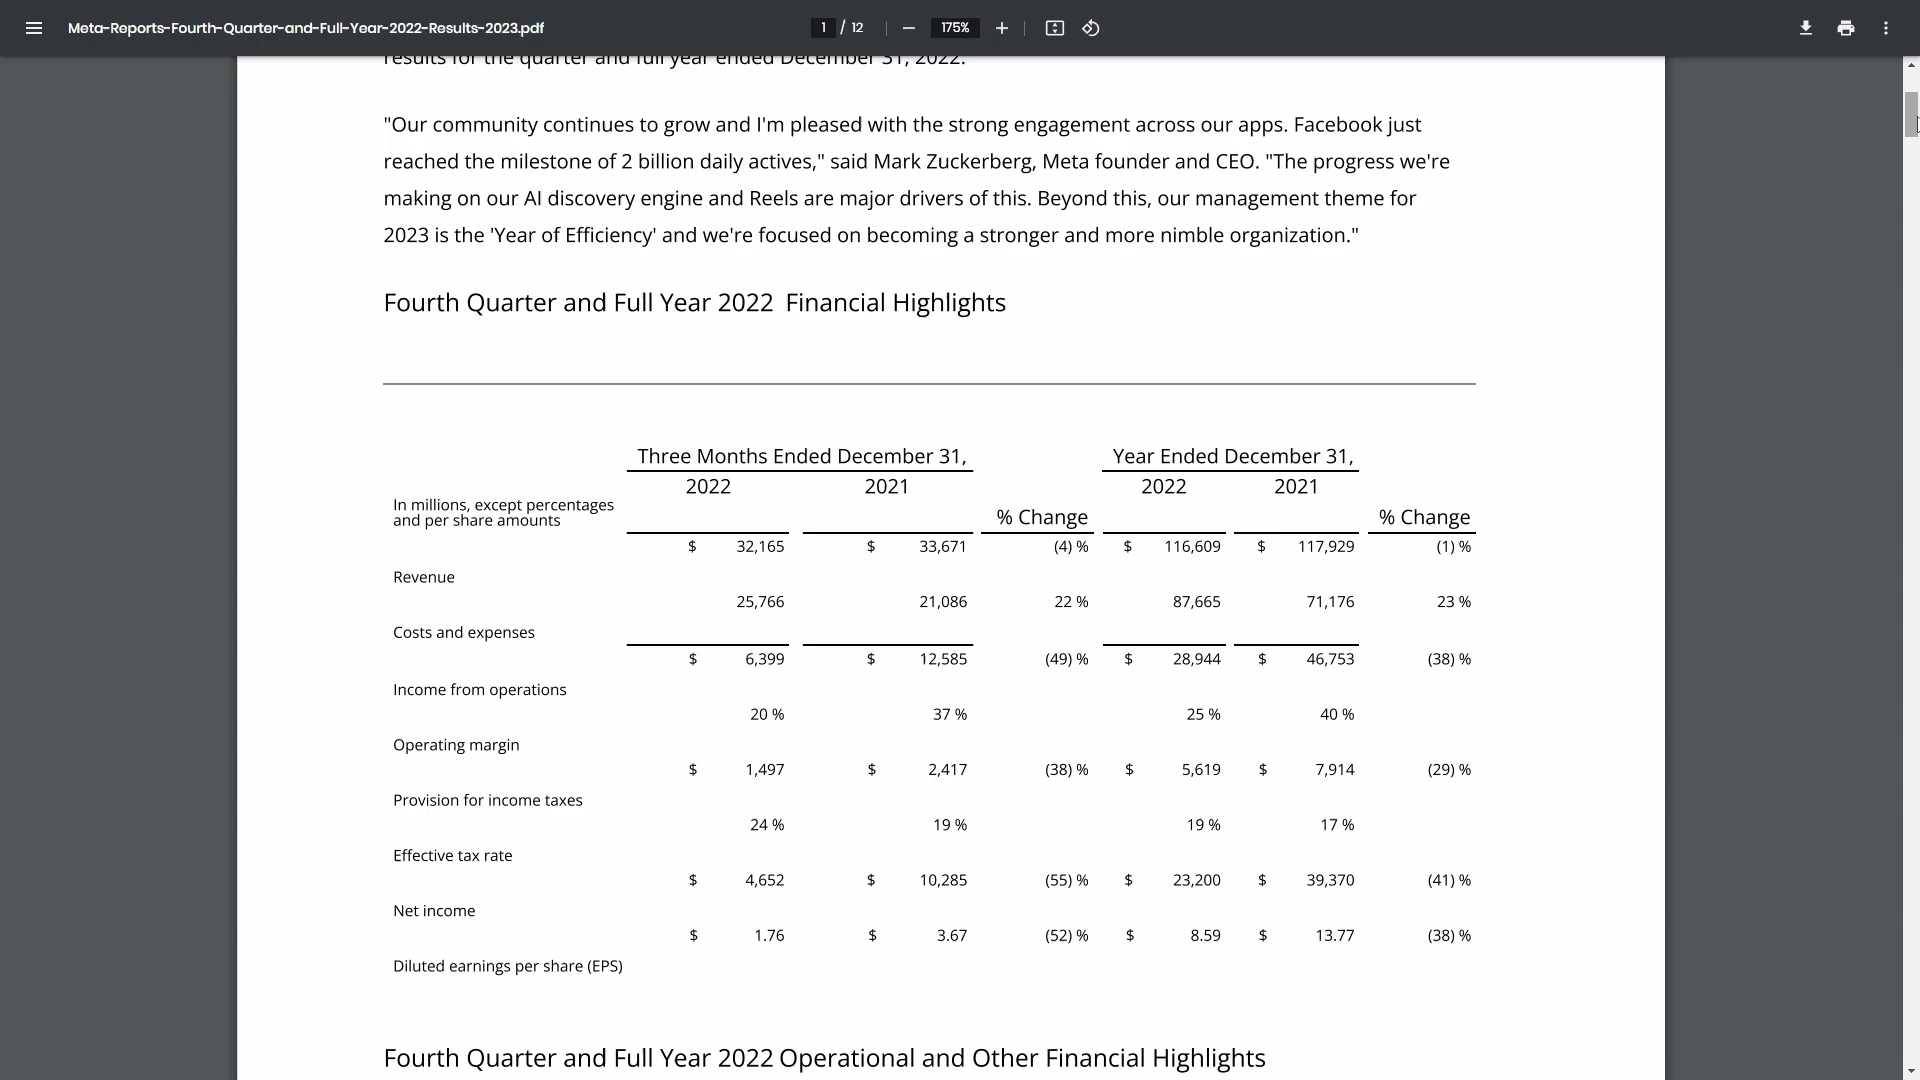 Meta-Reports-Fourth-Quarter-and-Full-Year-2022-Results-2023.pdf
1 / 12
175%
results for the quarter and full year ended December 31, 2022.
"Our community continues to grow and I'm pleased with the strong engagement across our apps. Facebook just
reached the milestone of 2 billion daily actives," said Mark Zuckerberg, Meta founder and CEO. "The progress we're
making on our AI discovery engine and Reels are major drivers of this. Beyond this, our management theme for
2023 is the 'Year of Efficiency' and we're focused on becoming a stronger and more nimble organization."
Fourth Quarter and Full Year 2022 Financial Highlights
Three Months Ended December 31, Year Ended December 31,
2022 2021 2022 2021
In millions, except percentages
and per share amounts
% Change % Change
$ 32,165 $ 33,671 (4) % $ 116,609 $ 117,929 (1) %
Revenue
25,766 21,086 22 % 87,665 71,176 23 %
Costs and expenses
$ 6,399 $ 12,585 (49) % $ 28,944 $ 46,753 (38) %
Income from operations
20 % 37 % 25 % 40 %
Operating margin
$ 1,497 $ 2,417 (38) % $ 5,619 $ 7,914 (29) %
Provision for income taxes
24 % 19 % 19 % 17 %
Effective tax rate
$ 4,652 $ 10,285 (55) % $ 23,200 $ 39,370 (41) %
Net income
$ 1.76 $ 3.67 (52) % $ 8.59 $ 13.77 (38) %
Diluted earnings per share (EPS)
Fourth Quarter and Full Year 2022 Operational and Other Financial Highlights